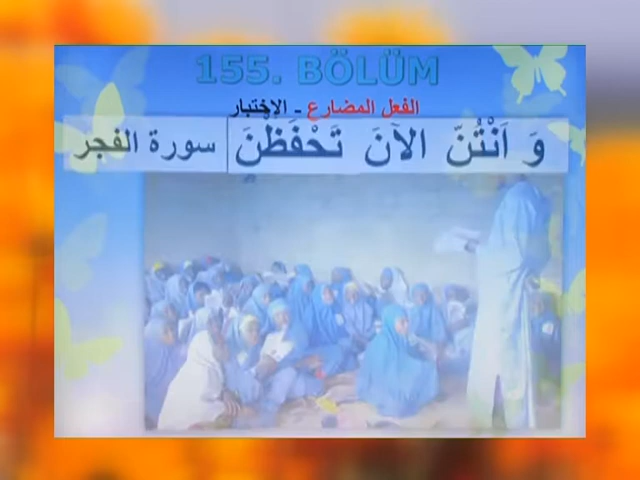 155. BÖLÜM
الفعل المضارع - الإختبار
وَ اَنْتُنّ الآنَ تَحْفَظْنَ سورة الفجر